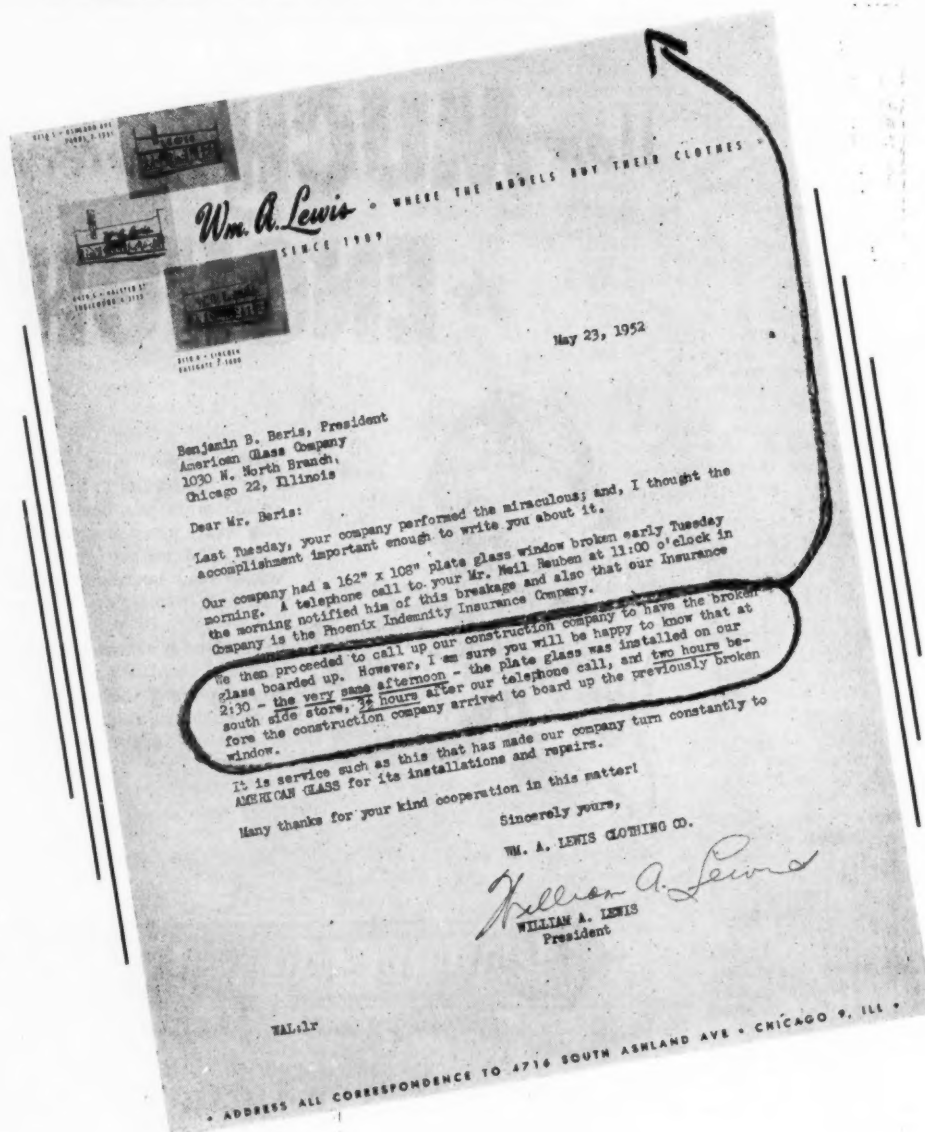 Wm. A. Lewis • WHERE THE MODELS BUY THEIR CLOTHES •
SINCE 1909
May 23, 1952
Benjamin B. Beris, President
American Glass Company
1030 N. North Branch,
Chicago 22, Illinois
Dear Mr. Beris:
Last Tuesday, your company performed the miraculous; and, I thought the
accomplishment important enough to write you about it.
Our company had a 162" x 108" plate glass window broken early Tuesday
morning. A telephone call to your Mr. Neil Reuben at 11:00 o'clock in
the morning notified him of this breakage and also that our Insurance
Company is the Phoenix Indemnity Insurance Company.
We then proceeded to call up our construction company to have the broken
glass boarded up. However, I am sure you will be happy to know that at
2:30 - the very same afternoon - the plate glass was installed on our
south side store, 3½ hours after our telephone call, and two hours be-
fore the construction company arrived to board up the previously broken
window.
It is service such as this that has made our company turn constantly to
AMERICAN GLASS for its installations and repairs.
Many thanks for your kind cooperation in this matter!
Sincerely yours,
WM. A. LEWIS CLOTHING CO.
William A. Lewis
WILLIAM A. LEWIS
President
WAL:lr
• ADDRESS ALL CORRESPONDENCE TO 4716 SOUTH ASHLAND AVE • CHICAGO 9, ILL •